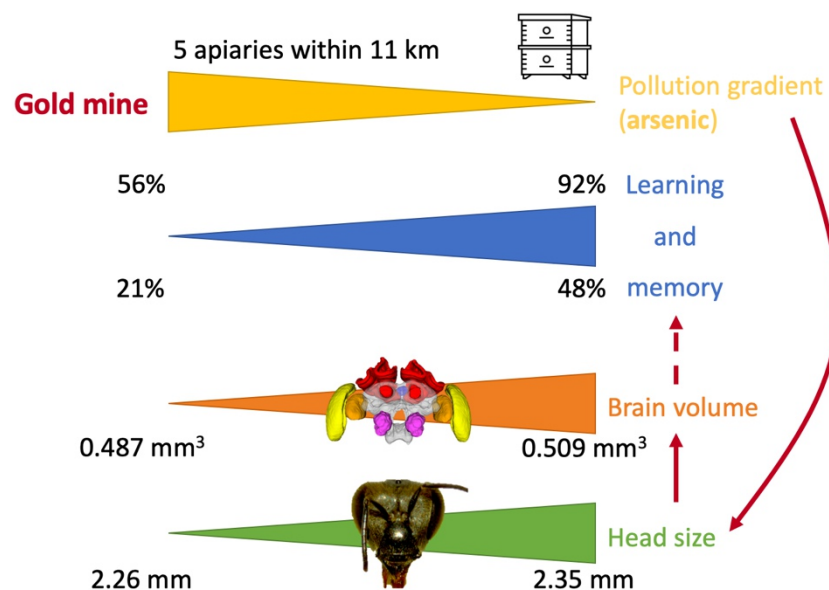 5 apiaries within 11 km
Gold mine
Pollution gradient
(arsenic)
56%
92%
Learning
and
21%
48%
memory
Brain volume
0.487 mm³
0.509 mm³
Head size
2.26 mm
2.35 mm